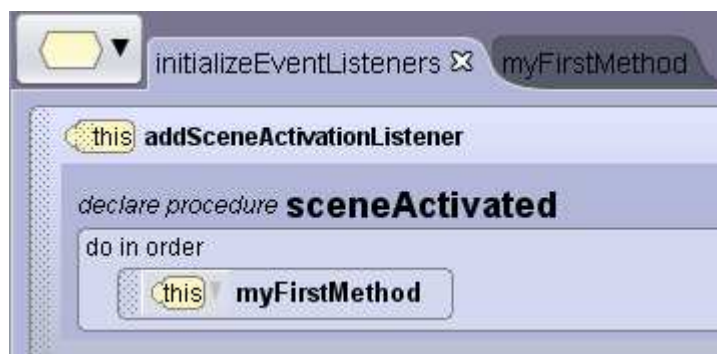 initializeEventListeners myFirstMethod
this addSceneActivationListener
declare procedure sceneActivated
do in order
this myFirstMethod